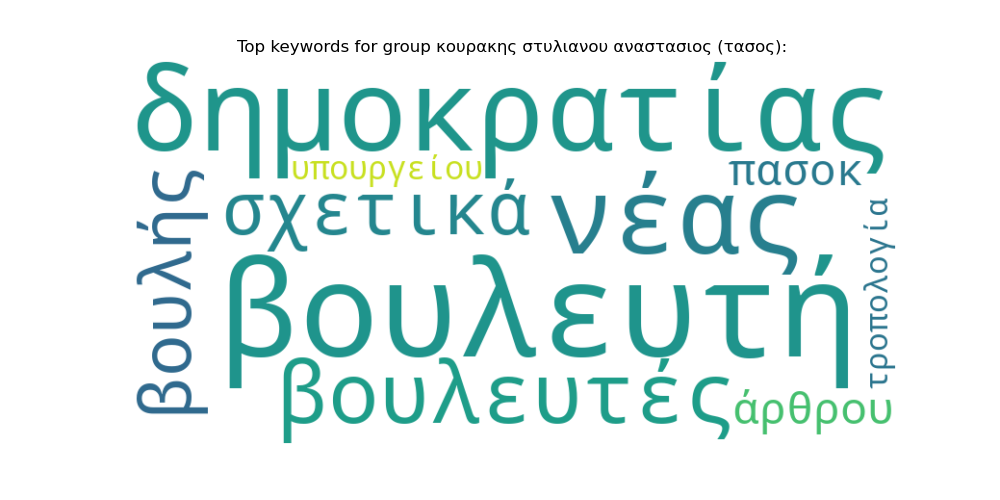 Top keywords for group κουρακης στυλιανου αναστασιος (τασος):
δημοκρατίας
υπουργείου
πασοκ
βουλής
σχετικά
νέας
τροπολογία
βουλευτή
βουλευτές
άρθρου